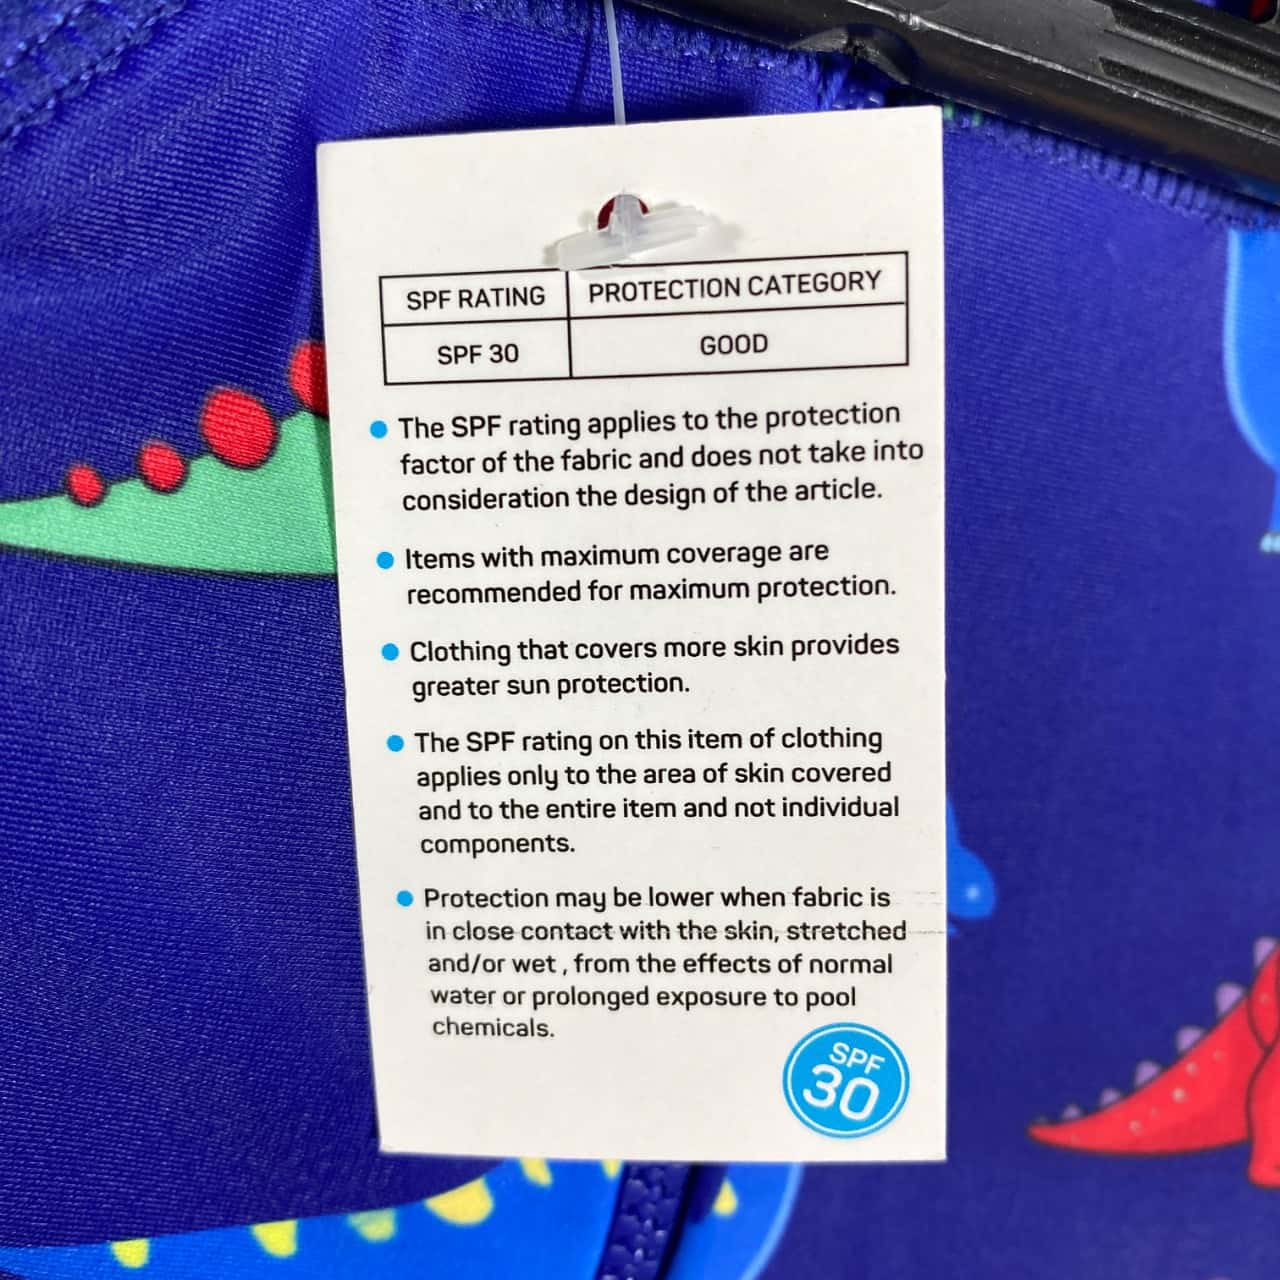 SPF RATING PROTECTION CATEGORY
SPF 30 GOOD
The SPF rating applies to the protection
factor of the fabric and does not take into
consideration the design of the article.
Items with maximum coverage are
recommended for maximum protection.
Clothing that covers more skin provides
greater sun protection.
The SPF rating on this item of clothing
applies only to the area of skin covered
and to the entire item and not individual
components.
Protection may be lower when fabric is
in close contact with the skin, stretched
and/or wet , from the effects of normal
water or prolonged exposure to pool
chemicals.
SPF
30